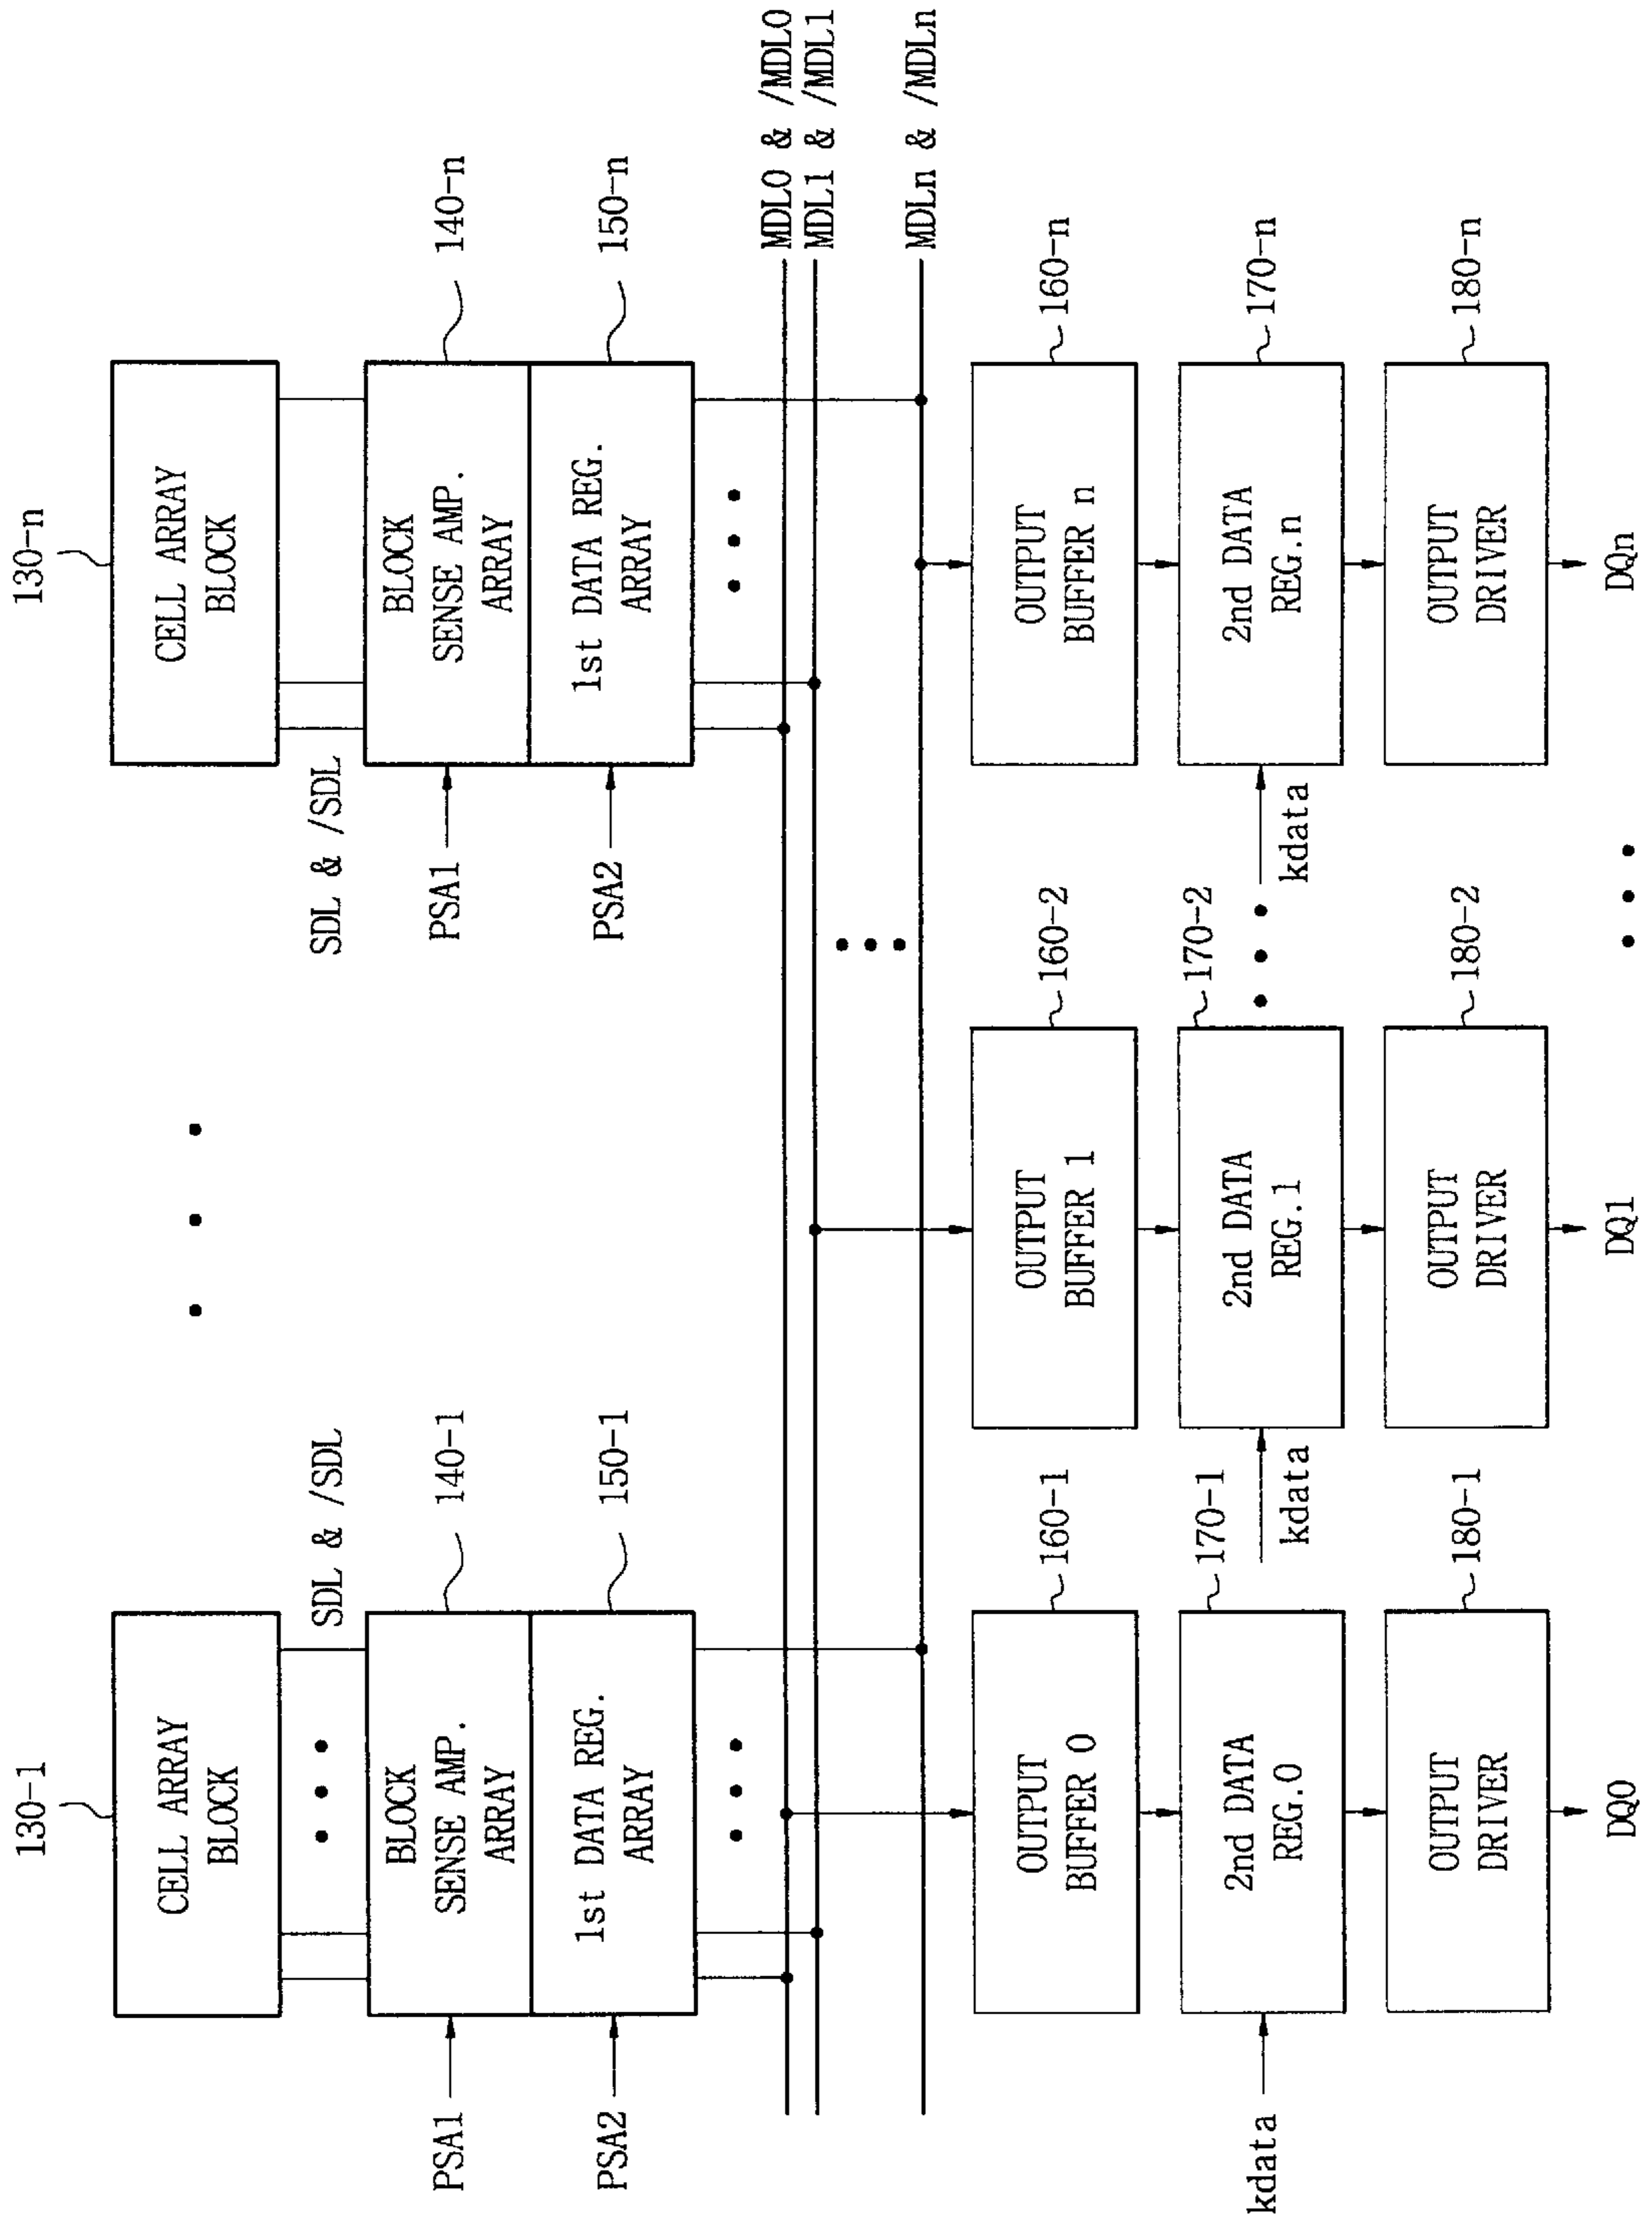 130-1
130-n
CELL ARRAY
BLOCK
CELL ARRAY
BLOCK
SDL & /SDL
SDL & /SDL
PSA1
BLOCK
SENSE AMP.
ARRAY
140-1
PSA1
BLOCK
SENSE AMP.
ARRAY
140-n
PSA2
1st DATA REG.
ARRAY
150-1
PSA2
1st DATA REG.
ARRAY
150-n
MDL0 & /MDL0
MDL1 & /MDL1
MDLn & /MDLn
OUTPUT
BUFFER 0
160-1
OUTPUT
BUFFER 1
160-2
OUTPUT
BUFFER n
160-n
kdata
2nd DATA
REG.0
170-1
kdata
2nd DATA
REG.1
170-2
kdata
2nd DATA
REG.n
170-n
OUTPUT
DRIVER
180-1
OUTPUT
DRIVER
180-2
OUTPUT
DRIVER
180-n
DQ0
DQ1
DQn